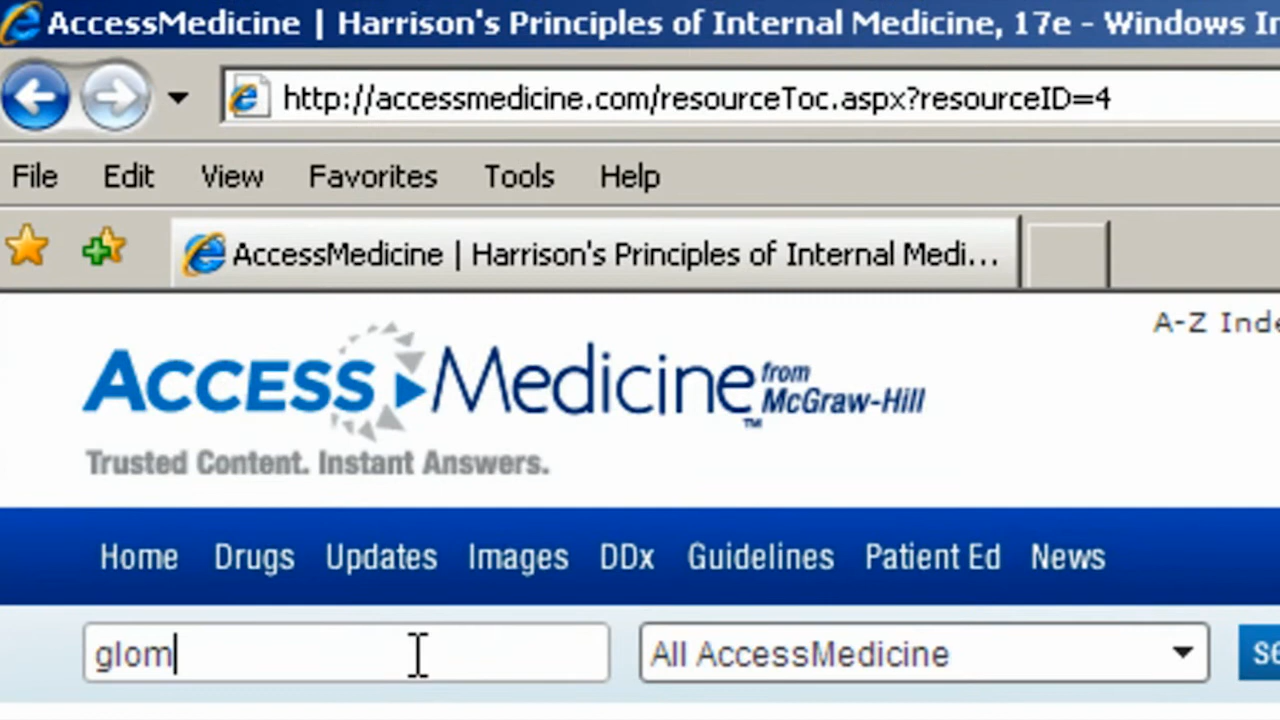 AccessMedicine | Harrison's Principles of Internal Medicine, 17e - Windows In
http://accessmedicine.com/resourceToc.aspx?resourceID=4
File Edit View Favorites Tools Help
AccessMedicine | Harrison's Principles of Internal Medi...
A-Z Inde
ACCESS Medicine™ from McGraw-Hill
Trusted Content. Instant Answers.
Home Drugs Updates Images DDx Guidelines Patient Ed News
glom All AccessMedicine se